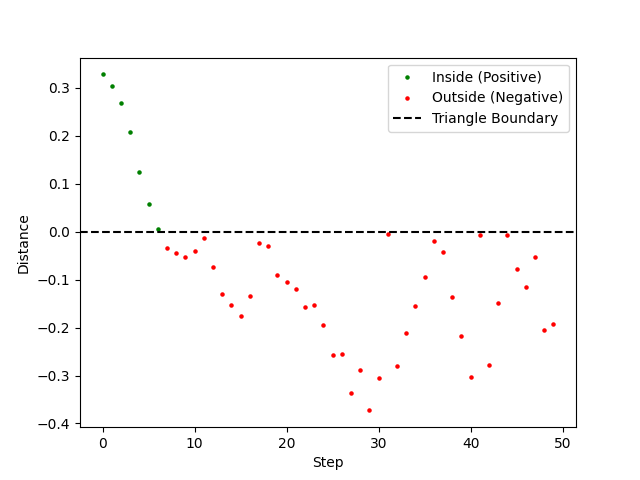 0.3
0.2
0.1
0.0
−0.1
−0.2
−0.3
−0.4
Distance
Inside (Positive)
Outside (Negative)
Triangle Boundary
0 10 20 30 40 50
Step